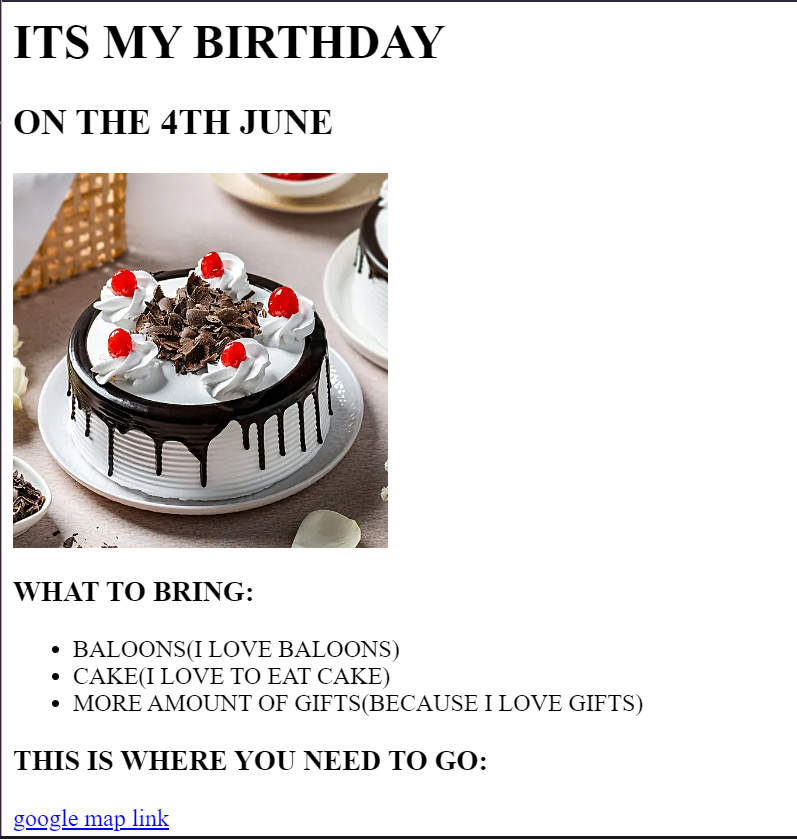 ITS MY BIRTHDAY
ON THE 4TH JUNE
WHAT TO BRING:
BALOONS(I LOVE BALOONS)
CAKE(I LOVE TO EAT CAKE)
MORE AMOUNT OF GIFTS(BECAUSE I LOVE GIFTS)
THIS IS WHERE YOU NEED TO GO:
google map link